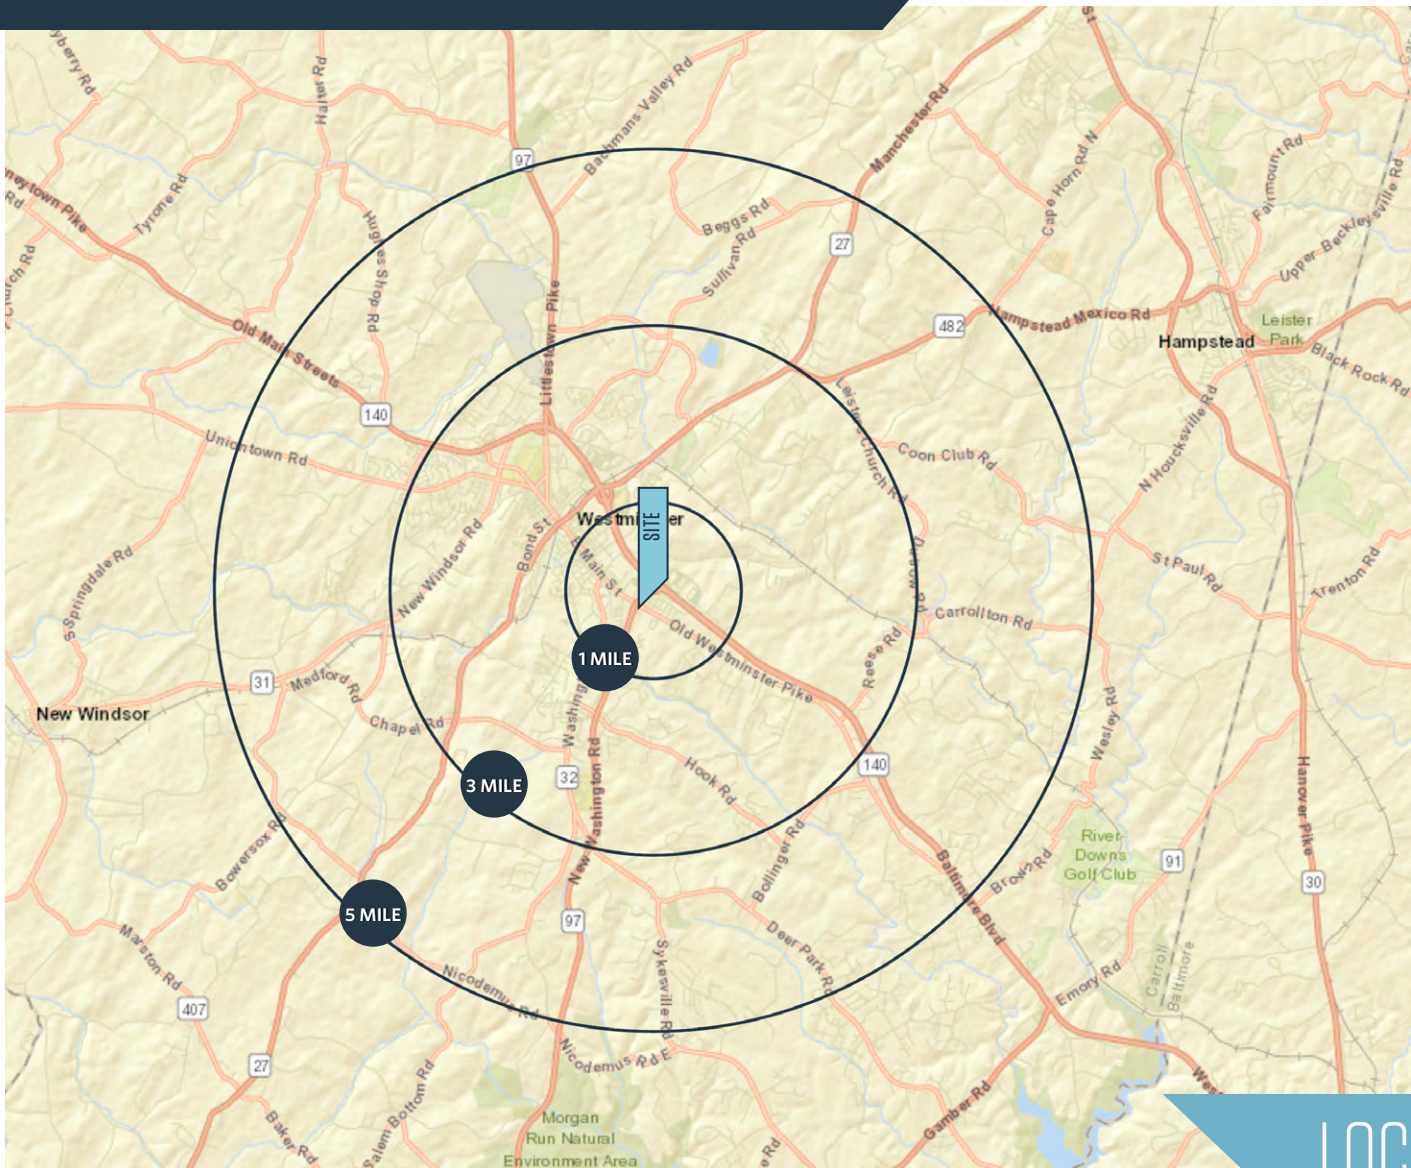 Halter Rd
Bachmans Valley Rd
Manchester Rd
Cape Horn Rd N
Fairmount Rd
Upper Beckleysville Rd
97
Tyrone Rd
Hughes Shop Rd
Beggs Rd
Sullivan Rd
27
Littlestown Pike
Old Main Streets
482
Hampstead Mexico Rd
Hampstead
Leister
Park
Black Rock Rd
140
Uniontown Rd
Leisters Church Rd
Coon Club Rd
N Houcksville Rd
SITE
Bond St
E Main St
New Windsor Rd
S Springdale Rd
St Paul Rd
Trenton Rd
Carrollton Rd
Old Westminster Pike
Reese Rd
1 MILE
31
Medford Rd
New Windsor
Chapel Rd
Wesley Rd
32
3 MILE
Hook Rd
140
New Washington Rd
Hanover Pike
Bowersox Rd
Bollinger Rd
River
Downs
Golf Club
91
30
Baltimore Blvd
5 MILE
97
Marston Rd
Deer Park Rd
Sykesville Rd
Nicodemus Rd
Emory Rd
Carroll
Baltimore
407
27
Nicodemus Rd E
Salem Bottom Rd
Baker Rd
Gamber Rd
Morgan
Run Natural
Environment Area